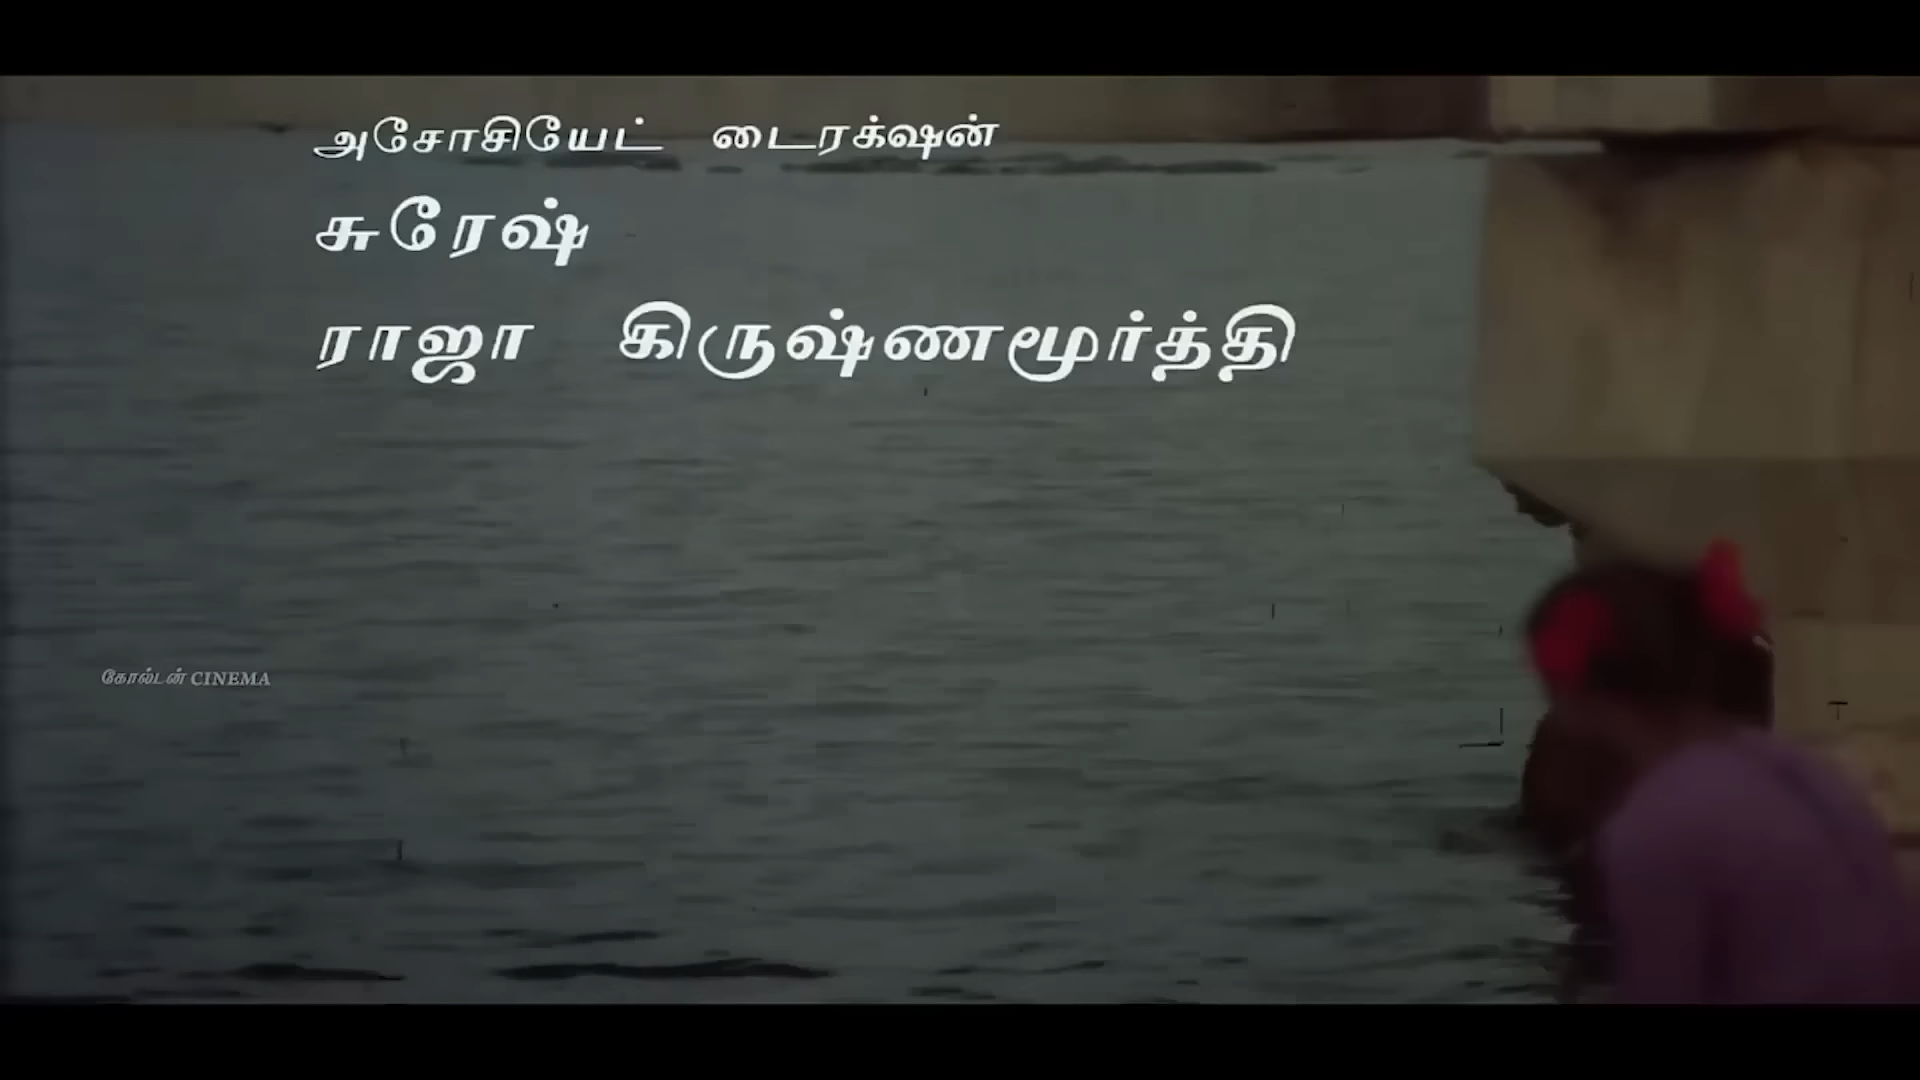 அசோசியேட் டைரக்‌ஷன்
சுரேஷ்
ராஜா கிருஷ்ணமூர்த்தி
கோல்டன் CINEMA